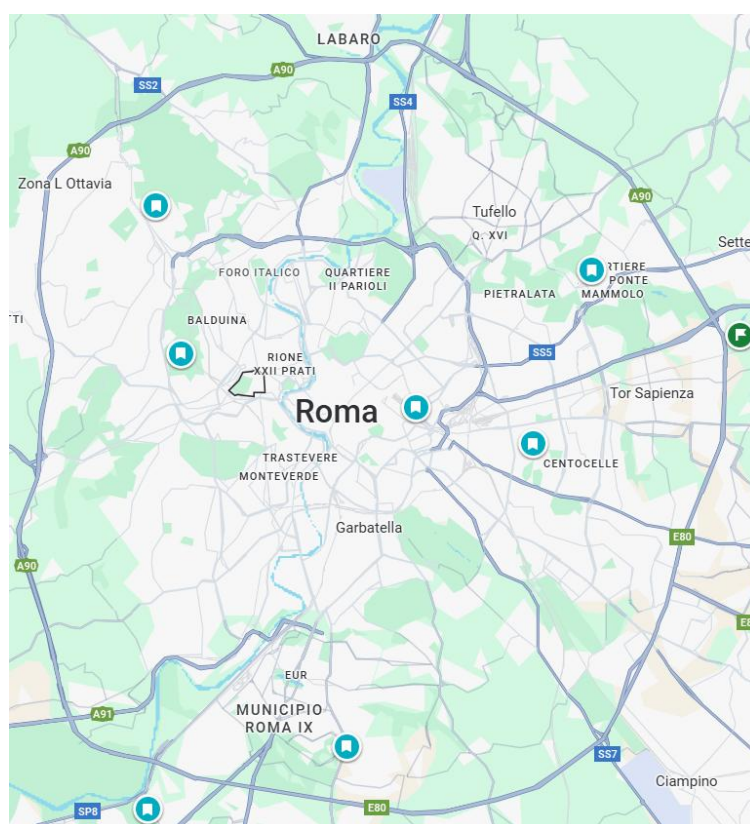 LABARO
A90
SS2
SS4
A90
Zona L Ottavia
A90
Tufello
Q. XVI
Sette
FORO ITALICO
QUARTIERE
II PARIOLI
RTIERE
PONTE
MAMMOLO
PIETRALATA
TTI
BALDUINA
RIONE
XXII PRATI
SS5
Roma
Tor Sapienza
TRASTEVERE
MONTEVERDE
CENTOCELLE
Garbatella
E80
A90
E8
EUR
MUNICIPIO
ROMA IX
A91
SS7
Ciampino
E80
SP8